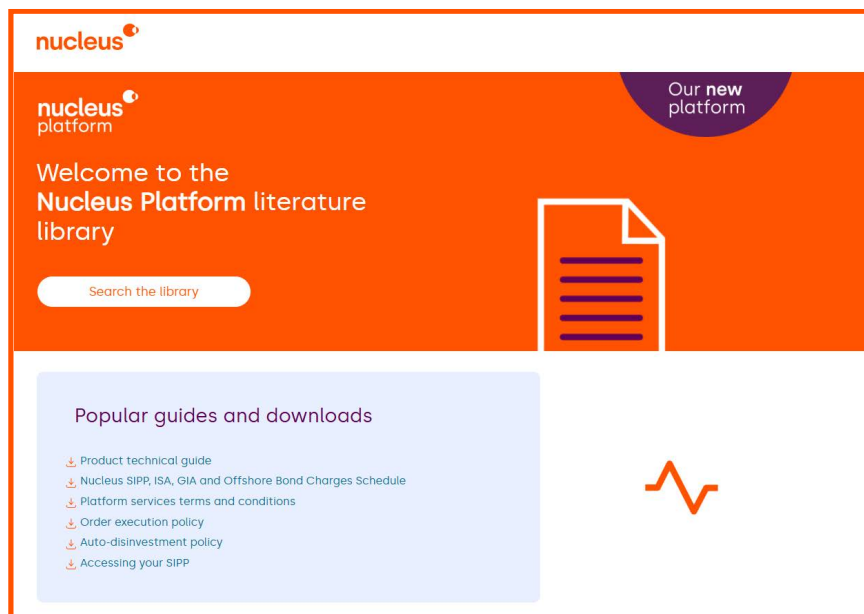 nucleus
Our new
platform
nucleus
platform
Welcome to the
Nucleus Platform literature
library
Search the library
Popular guides and downloads
Product technical guide
Nucleus SIPP, ISA, GIA and Offshore Bond Charges Schedule
Platform services terms and conditions
Order execution policy
Auto-disinvestment policy
Accessing your SIPP